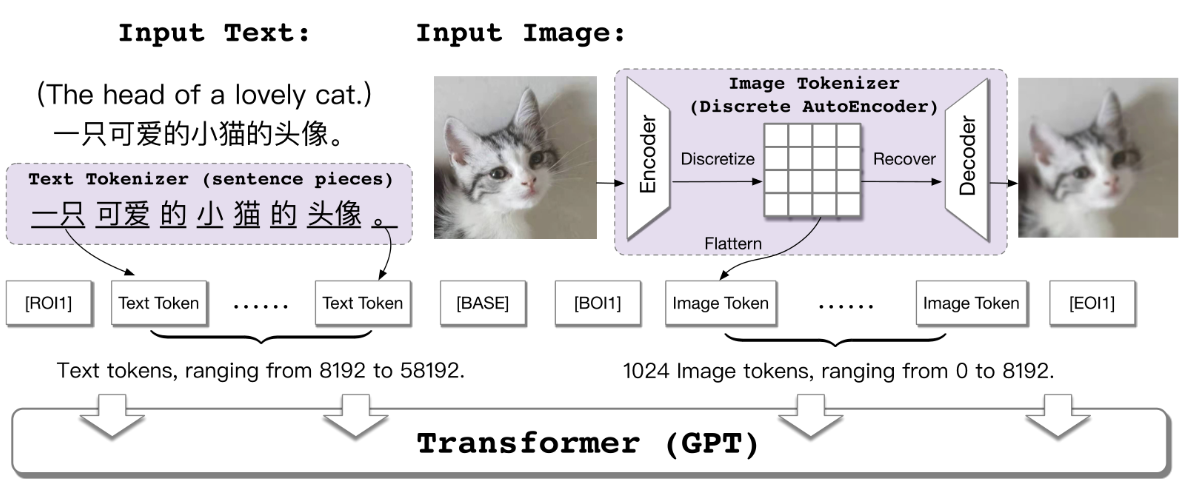 Input Text:
Input Image:
(The head of a lovely cat.)
一只可爱的小猫的头像。
Text Tokenizer (sentence pieces)
一只 可爱 的 小 猫 的 头像 。
Image Tokenizer
(Discrete AutoEncoder)
Encoder
Discretize
Recover
Decoder
Flattern
[ROI1]
Text Token
......
Text Token
[BASE]
[BOI1]
Image Token
......
Image Token
[EOI1]
Text tokens, ranging from 8192 to 58192.
1024 Image tokens, ranging from 0 to 8192.
Transformer (GPT)